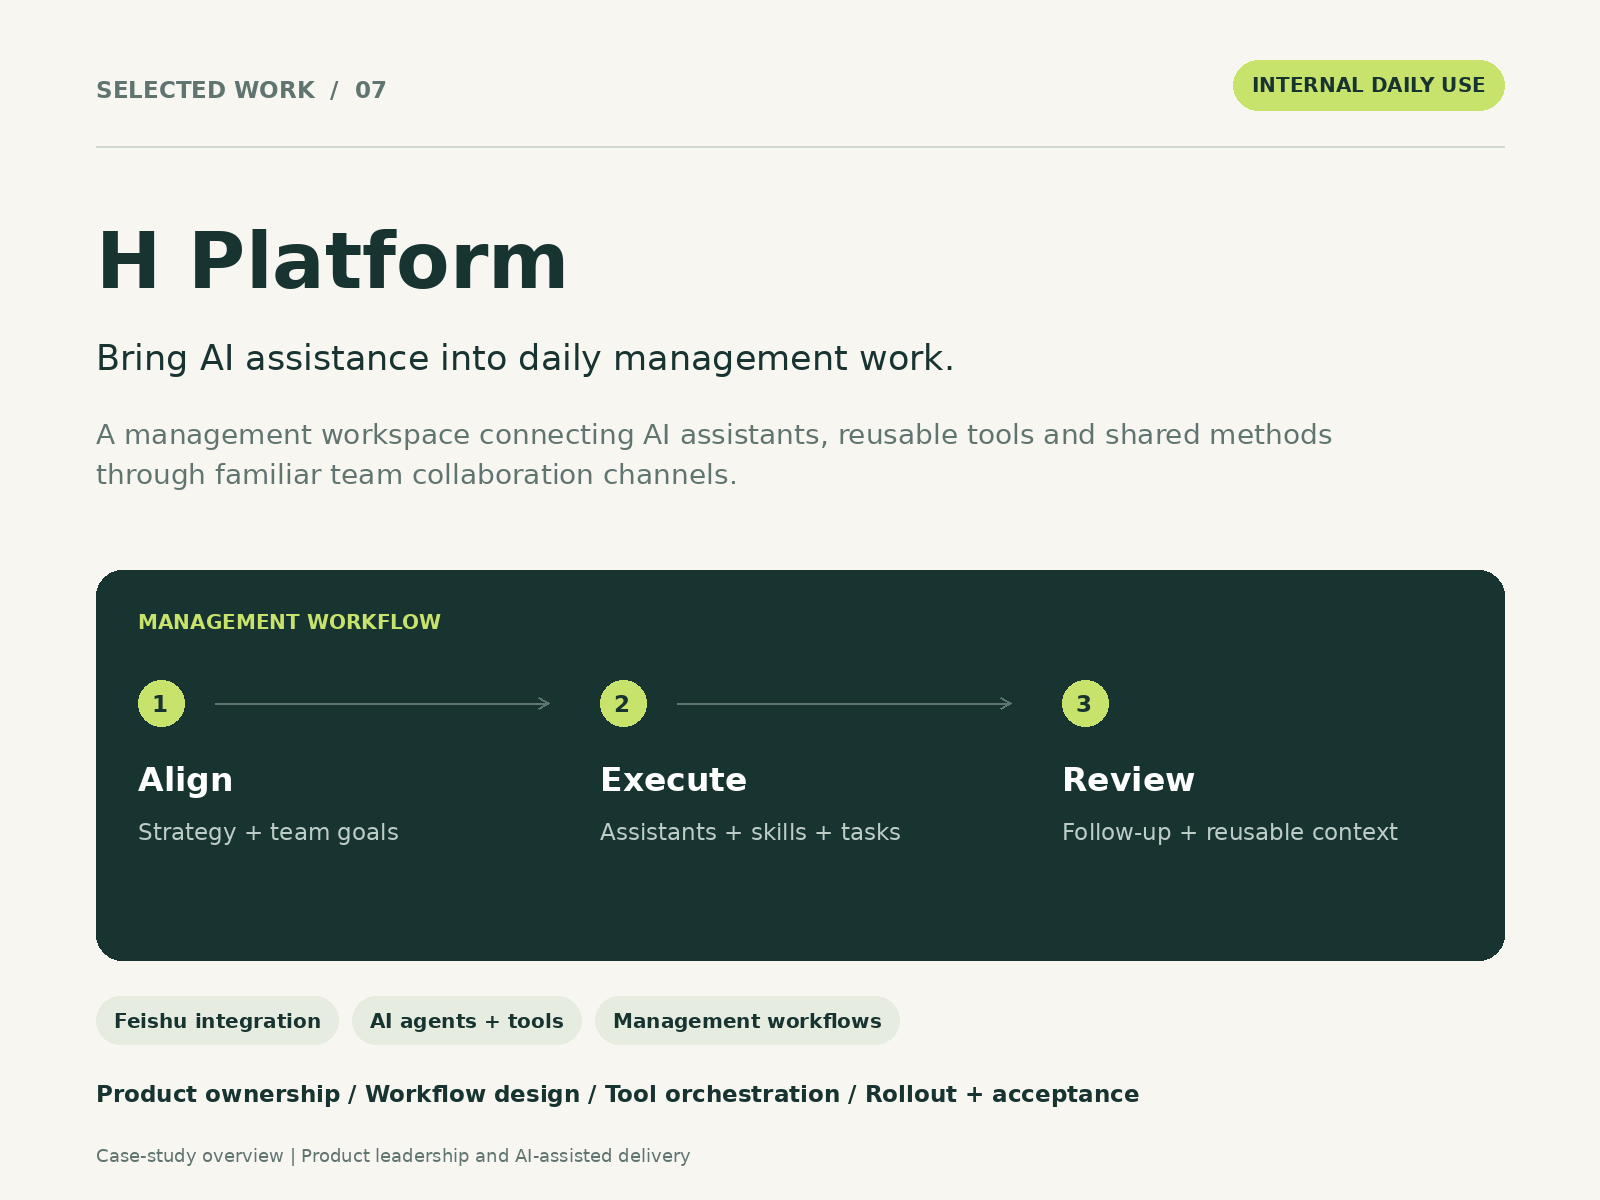 SELECTED WORK / 07
INTERNAL DAILY USE
H Platform
Bring AI assistance into daily management work.
A management workspace connecting AI assistants, reusable tools and shared methods
through familiar team collaboration channels.
MANAGEMENT WORKFLOW
1
2
3
Align
Execute
Review
Strategy + team goals
Assistants + skills + tasks
Follow-up + reusable context
Feishu integration
AI agents + tools
Management workflows
Product ownership / Workflow design / Tool orchestration / Rollout + acceptance
Case-study overview | Product leadership and AI-assisted delivery